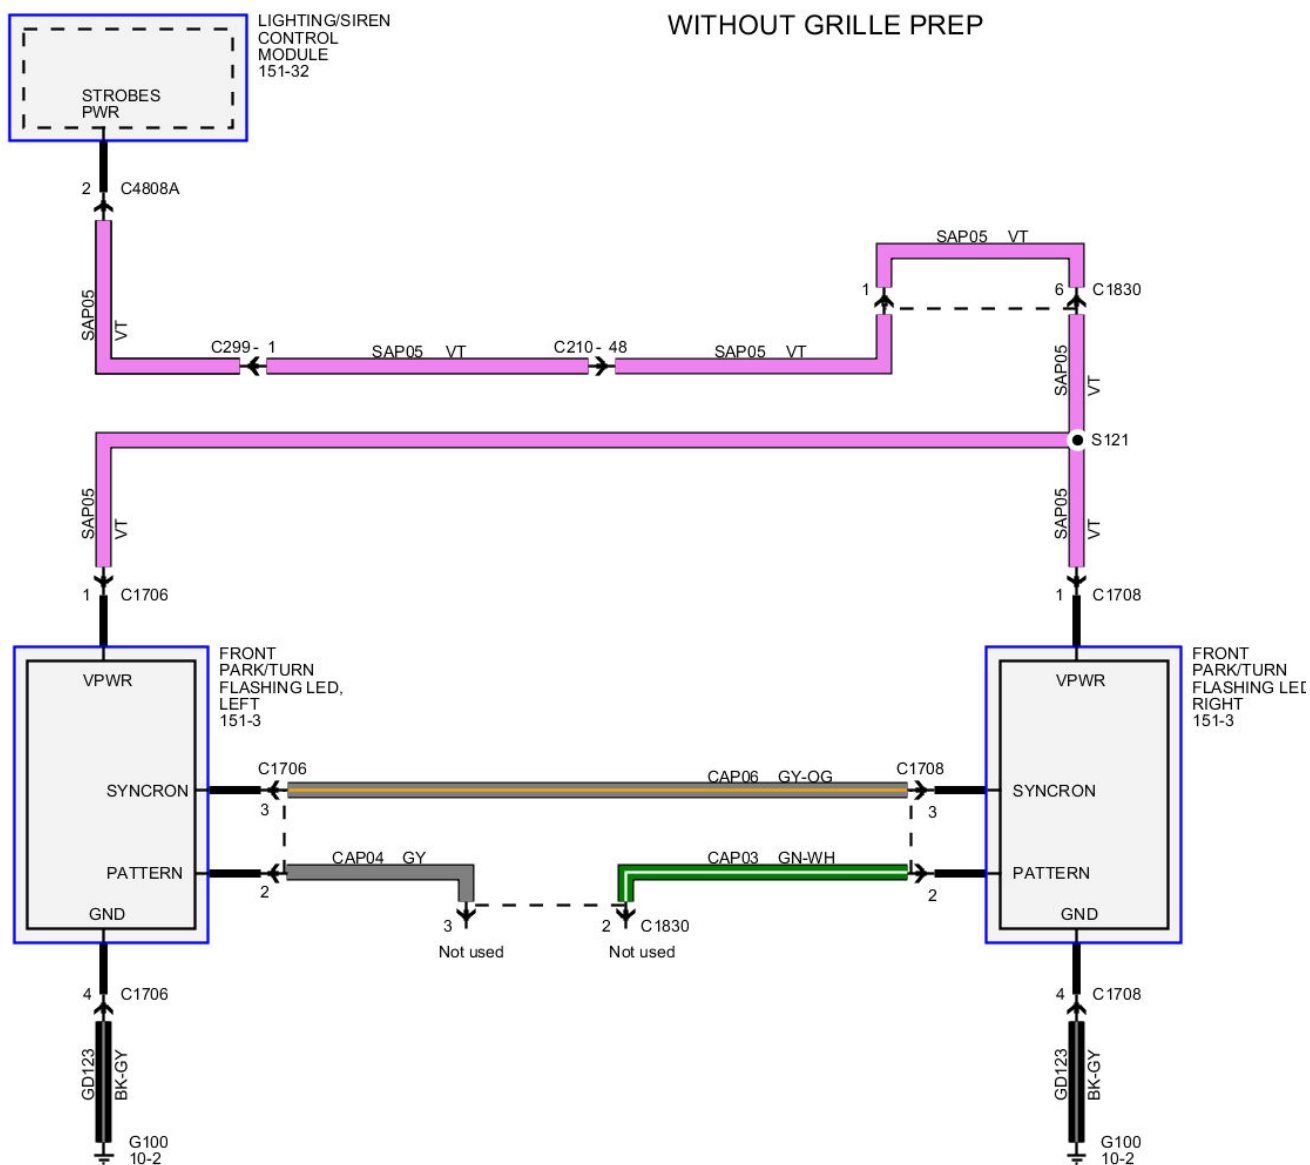 WITHOUT GRILLE PREP
LIGHTING/SIREN
CONTROL
MODULE
151-32
STROBES
PWR
2 C4808A
SAP05 VT
SAP05 VT
1
6 C1830
C299- 1
SAP05 VT
C210- 48
SAP05 VT
SAP05 VT
S121
SAP05 VT
SAP05 VT
1 C1706
1 C1708
FRONT
PARK/TURN
FLASHING LED,
LEFT
151-3
VPWR
SYNCRON
PATTERN
GND
FRONT
PARK/TURN
FLASHING LED
RIGHT
151-3
VPWR
SYNCRON
PATTERN
GND
C1706
3
CAP06 GY-OG
C1708
3
2
CAP04 GY
CAP03 GN-WH
2
3
2 C1830
Not used
Not used
4 C1706
4 C1708
GD123 BK-GY
GD123 BK-GY
G100
10-2
G100
10-2